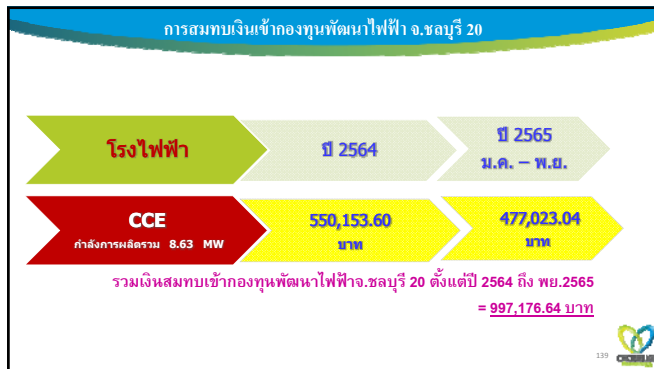 การสมทบเงินเข้ากองทุนพัฒนาไฟฟ้า จ.ชลบุรี 20
โรงไฟฟ้า
ปี 2564
ปี 2565
ม.ค. – พ.ย.
CCE
กำลังการผลิตรวม 8.63 MW
550,153.60
บาท
477,023.04
บาท
รวมเงินสมทบเข้ากองทุนพัฒนาไฟฟ้าจ.ชลบุรี 20 ตั้งแต่ปี 2564 ถึง พย.2565
= 997,176.64 บาท
139